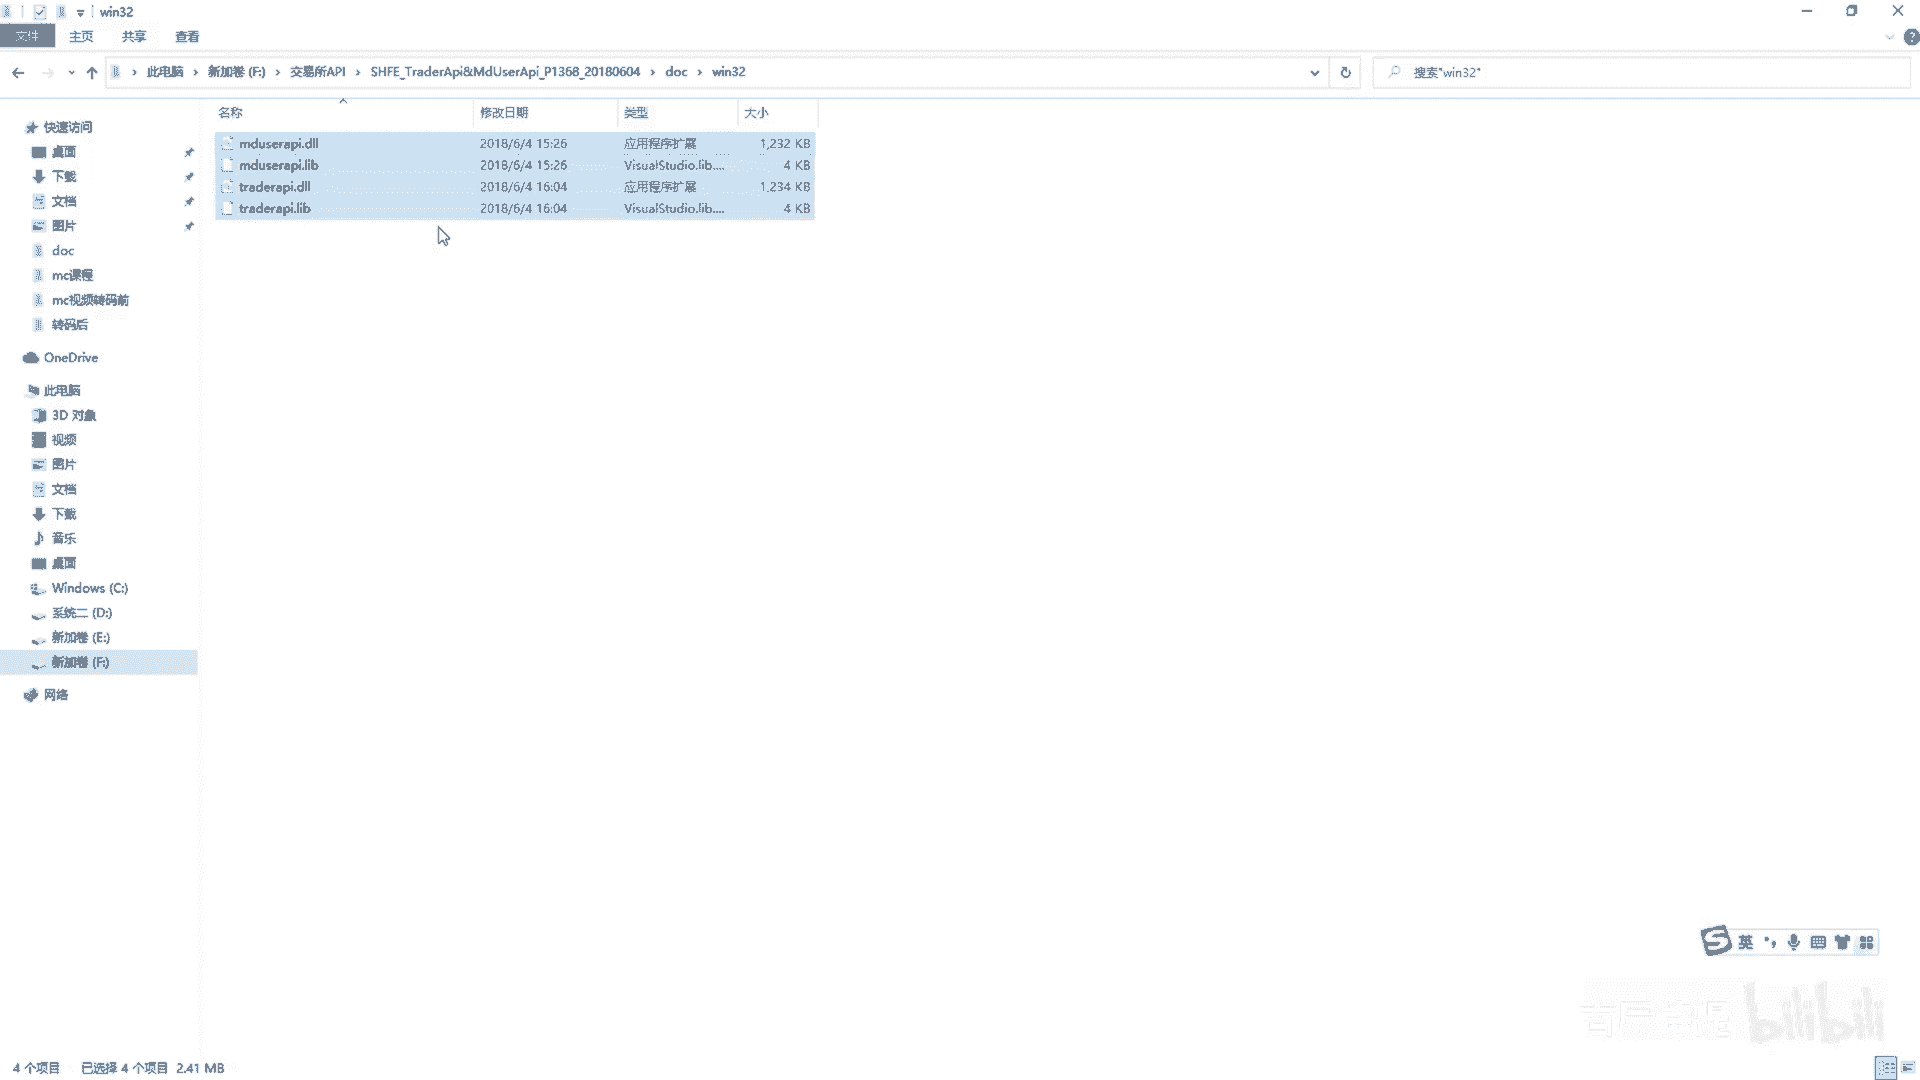 win32
文件 主页 共享 查看
此电脑 新加卷 (F:) 交易所API SHFE_TraderApi&MdUserApi_P1368_20180604 doc win32
搜索"win32"
名称 修改日期 类型 大小
mduserapi.dll 2018/6/4 15:26 应用程序扩展 1,232 KB
mduserapi.lib 2018/6/4 15:26 VisualStudio.lib.... 4 KB
traderapi.dll 2018/6/4 16:04 应用程序扩展 1,234 KB
traderapi.lib 2018/6/4 16:04 VisualStudio.lib.... 4 KB
快速访问
桌面
下载
文档
图片
doc
mc课程
mc视频转码前
转码后
OneDrive
此电脑
3D 对象
视频
图片
文档
下载
音乐
桌面
Windows (C:)
系统二 (D:)
新加卷 (E:)
新加卷 (F:)
网络
英
bilibili
4 个项目 已选择 4 个项目 2.41 MB